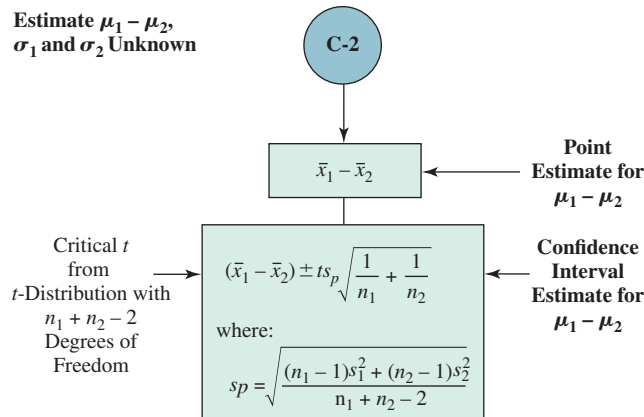 Estimate μ₁ – μ₂,
σ₁ and σ₂ Unknown
C-2
x̄₁ – x̄₂
Point
Estimate for
μ₁ – μ₂
Critical t
from
t-Distribution with
n₁ + n₂ – 2
Degrees of
Freedom
(x̄₁ – x̄₂) ± tsₚ√(1/n₁ + 1/n₂)
where:
sp = √(((n₁ – 1)s₁² + (n₂ – 1)s₂²)/(n₁ + n₂ – 2))
Confidence
Interval
Estimate for
μ₁ – μ₂